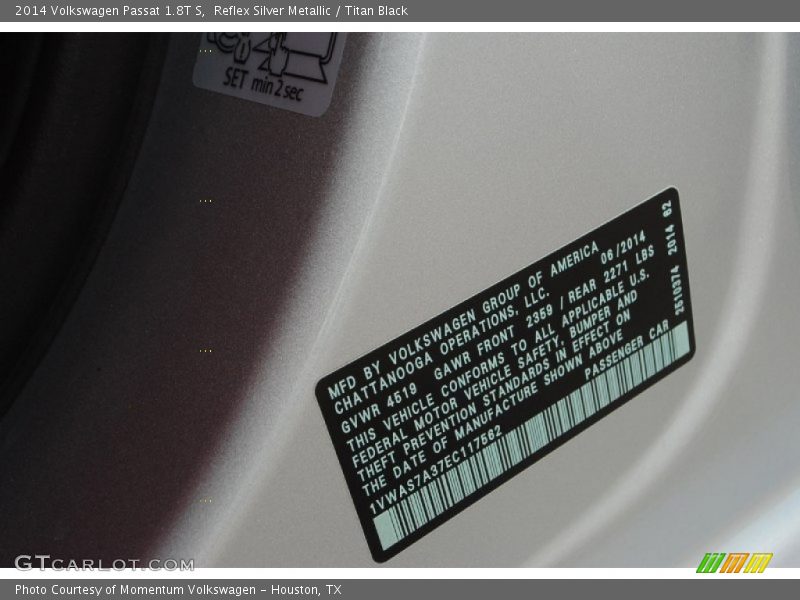 2014 Volkswagen Passat 1.8T S,  Reflex Silver Metallic / Titan Black
SET min 2 sec
MFD BY VOLKSWAGEN GROUP OF AMERICA
CHATTANOOGA OPERATIONS, LLC. 06/2014
GVWR 4519 GAWR FRONT 2359 / REAR 2271 LBS
THIS VEHICLE CONFORMS TO ALL APPLICABLE U.S.
FEDERAL MOTOR VEHICLE SAFETY, BUMPER AND
THEFT PREVENTION STANDARDS IN EFFECT ON
THE DATE OF MANUFACTURE SHOWN ABOVE
1VWAS7A37EC117562 PASSENGER CAR
2510374 2014 62
GTCARLOT.COM
Photo Courtesy of Momentum Volkswagen – Houston, TX